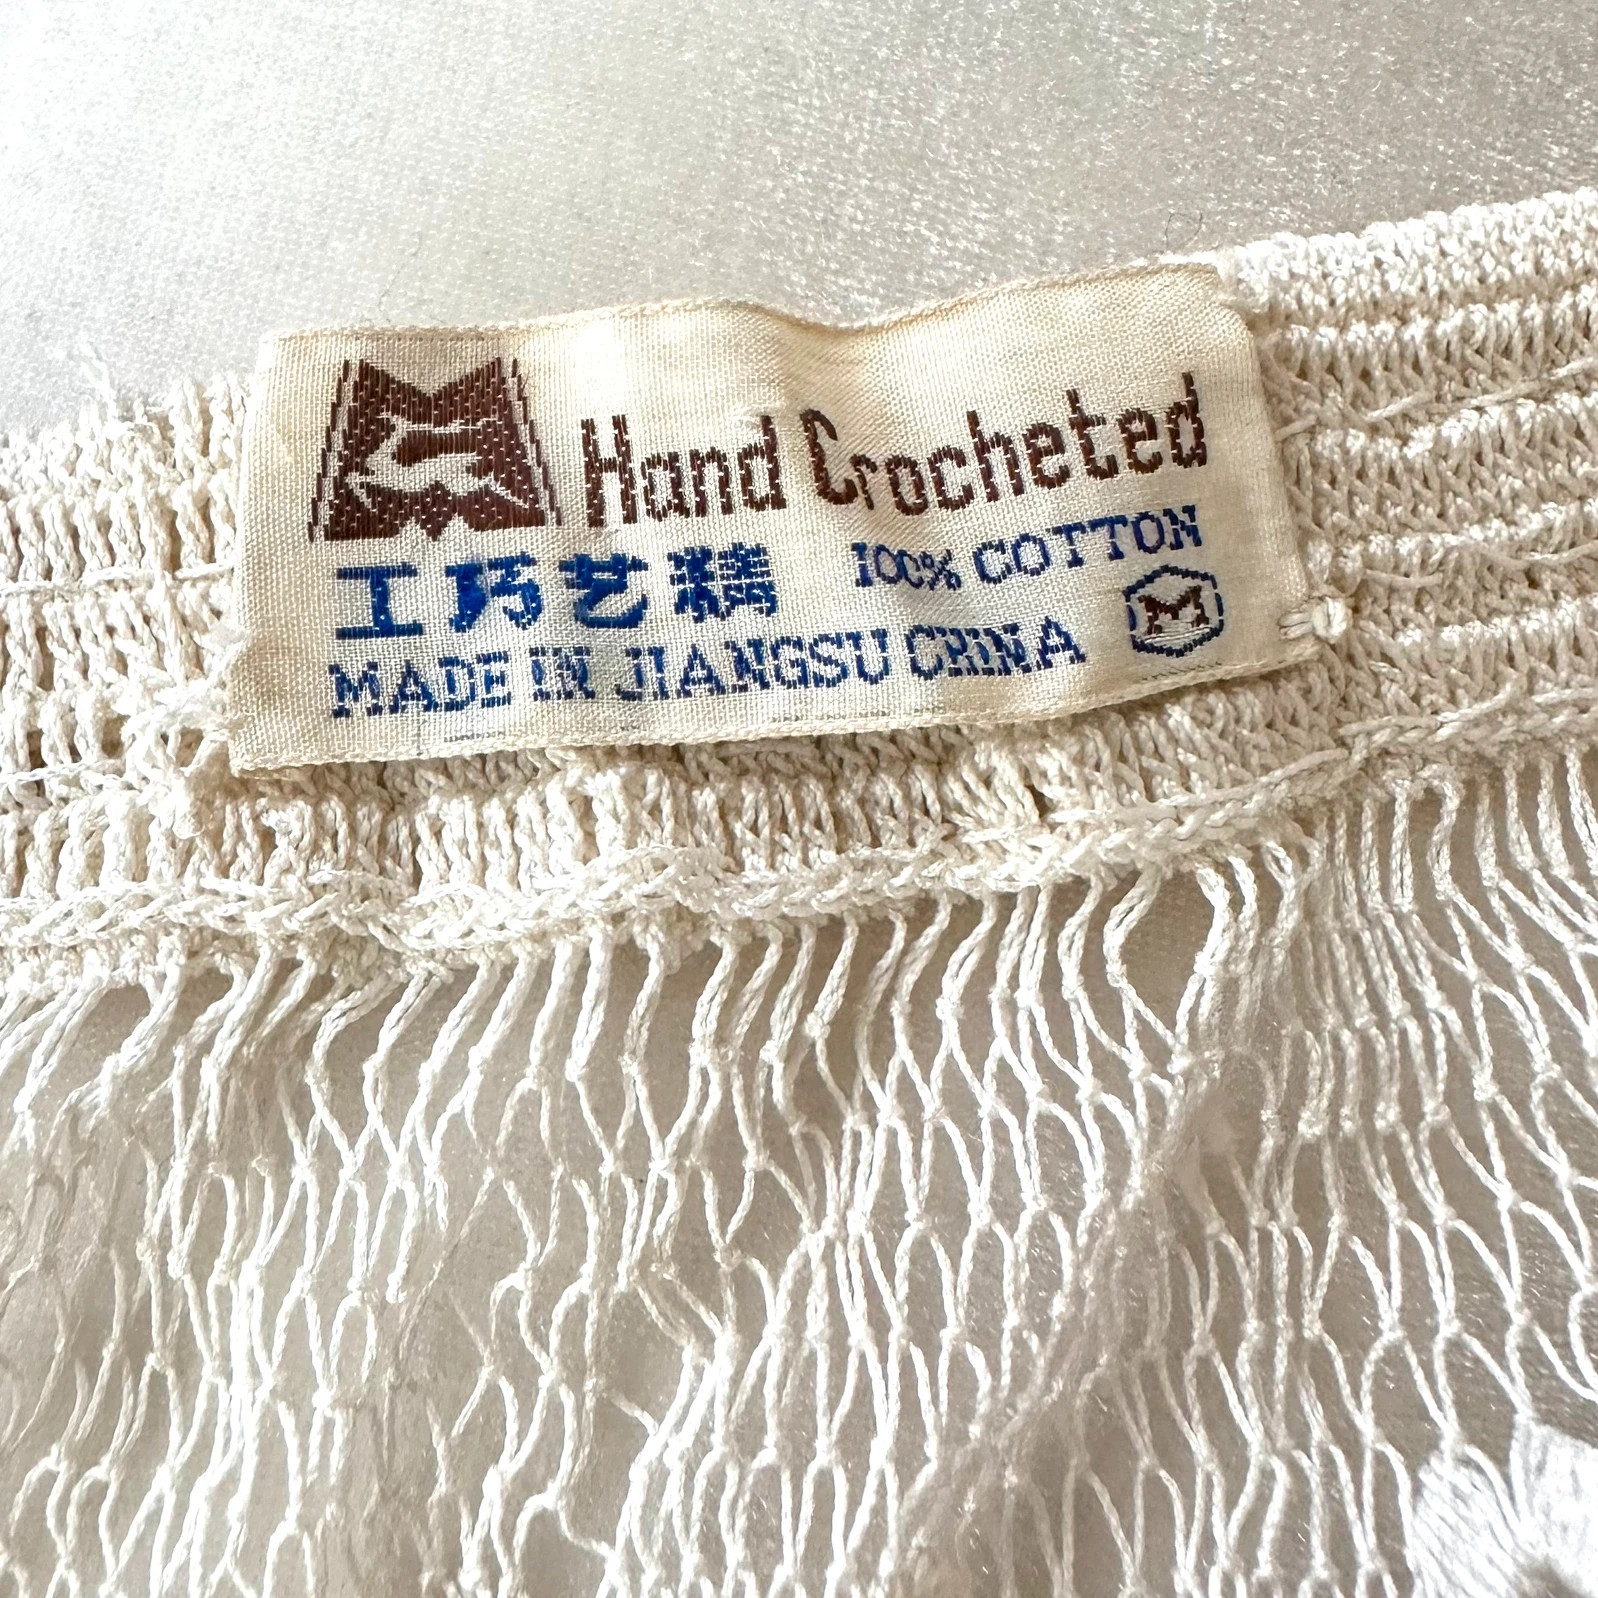 Hand Crocheted
工巧艺精 100% COTTON
MADE IN JIANGSU CHINA M